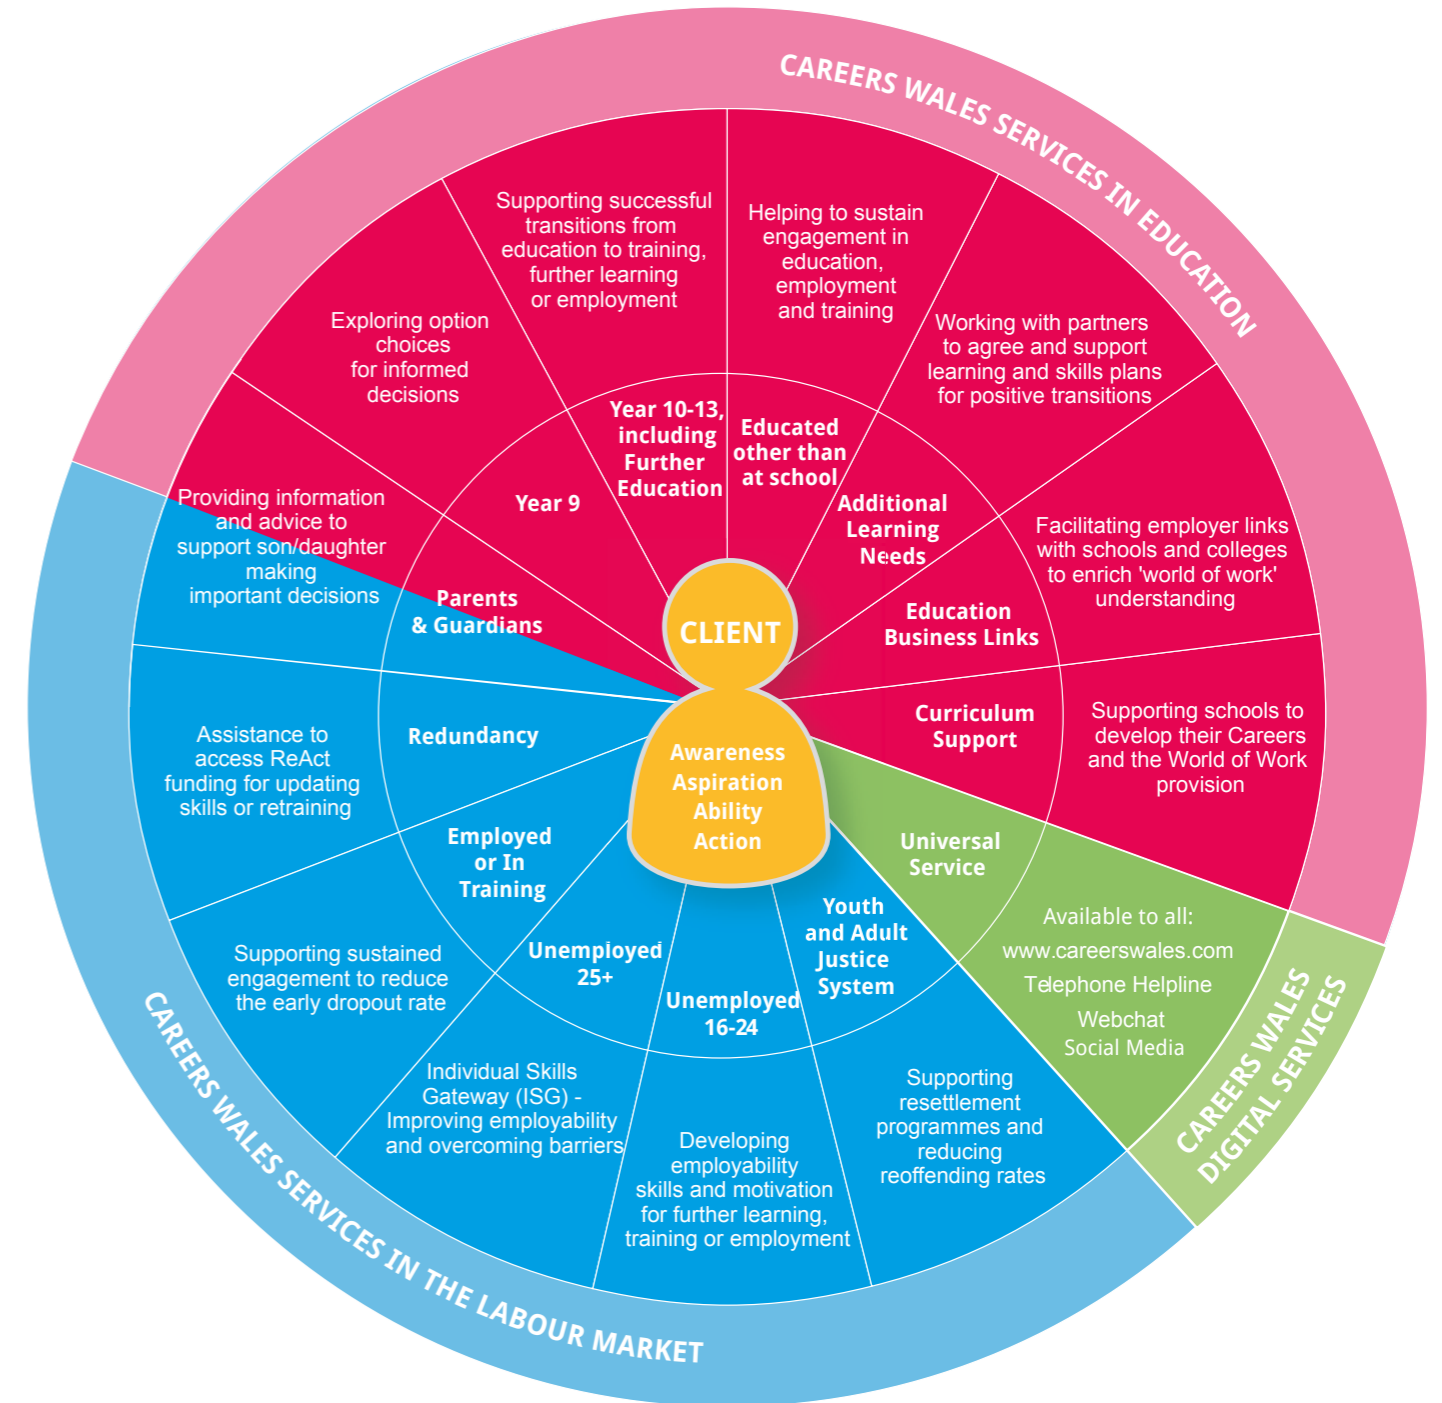 CAREERS WALES SERVICES IN EDUCATION
Supporting successful
transitions from
education to training,
further learning
or employment
Helping to sustain
engagement in
education,
employment
and training
Exploring option
choices
for informed
decisions
Working with partners
to agree and support
learning and skills plans
for positive transitions
Year 10-13,
including
Further
Education
Educated
other than
at school
Year 9
Additional
Learning
Needs
Providing information
and advice to
support son/daughter
making
important decisions
Facilitating employer links
with schools and colleges
to enrich 'world of work'
understanding
Parents
& Guardians
CLIENT
Education
Business Links
Redundancy
Awareness
Aspiration
Ability
Action
Curriculum
Support
Supporting schools to
develop their Careers
and the World of Work
provision
Assistance to
access ReAct
funding for updating
skills or retraining
Employed
or In
Training
Universal
Service
Unemployed
25+
Unemployed
16-24
Youth
and Adult
Justice
System
Available to all:
www.careerswales.com
Telephone Helpline
Webchat
Social Media
Supporting sustained
engagement to reduce
the early dropout rate
Individual Skills
Gateway (ISG) -
Improving employability
and overcoming barriers
Developing
employability
skills and motivation
for further learning,
training or employment
Supporting
resettlement
programmes and
reducing
reoffending rates
CAREERS WALES
DIGITAL SERVICES
CAREERS WALES SERVICES IN THE LABOUR MARKET